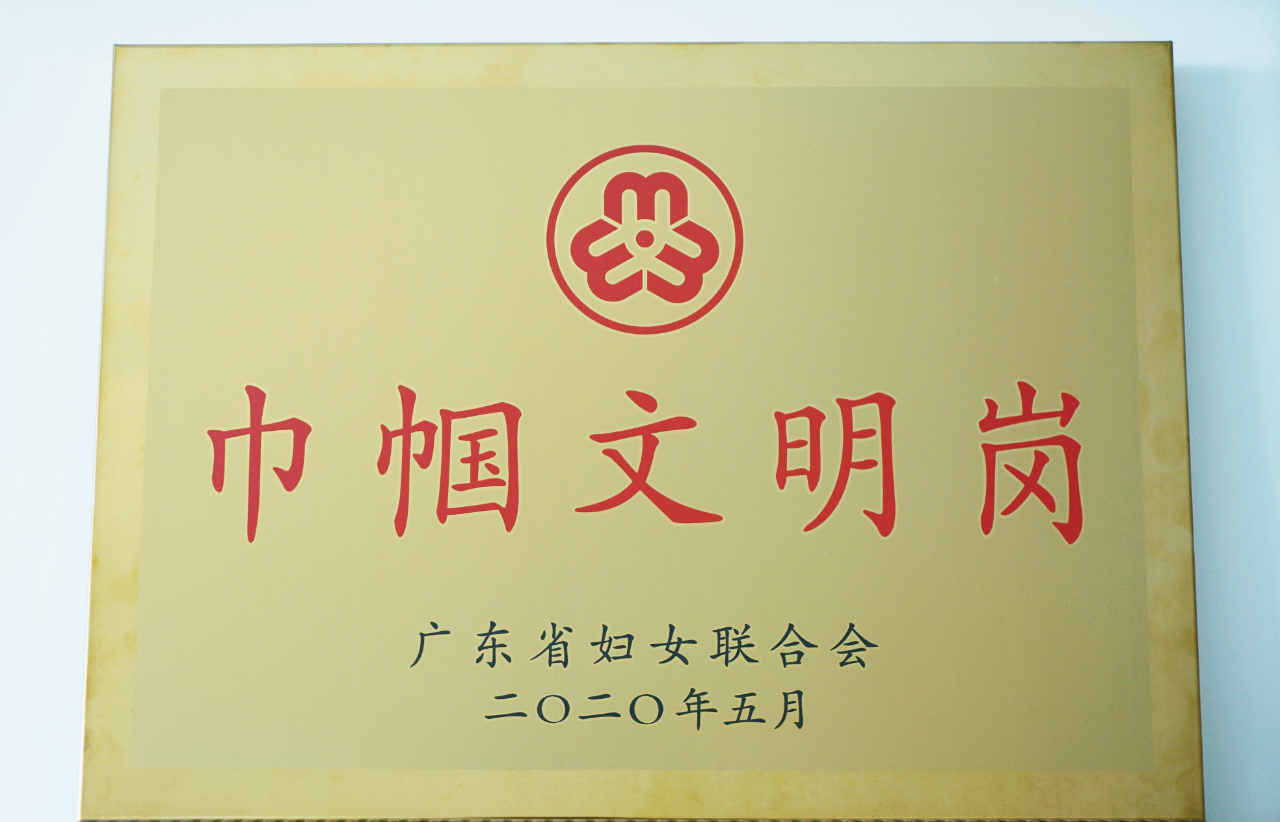 巾帼文明岗
广东省妇女联合会
二〇二〇年五月